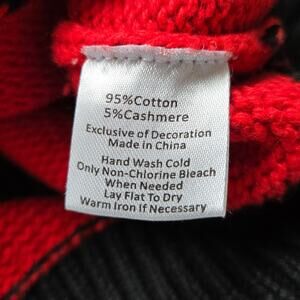 95%Cotton
5%Cashmere
Exclusive of Decoration
Made in China
Hand Wash Cold
Only Non-Chlorine Bleach
When Needed
Lay Flat To Dry
Warm Iron If Necessary